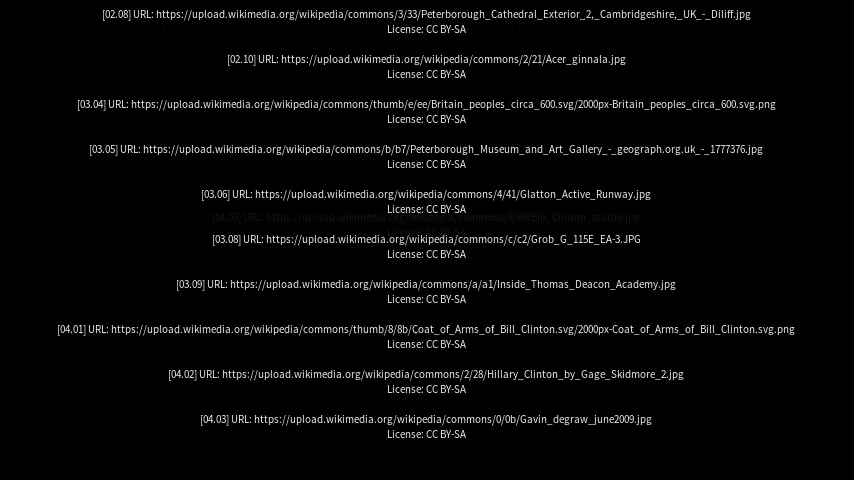 [02.08] URL: https://upload.wikimedia.org/wikipedia/commons/3/33/Peterborough_Cathedral_Exterior_2,_Cambridgeshire,_UK_-_Diliff.jpg
License: CC BY-SA
[02.10] URL: https://upload.wikimedia.org/wikipedia/commons/2/21/Acer_ginnala.jpg
License: CC BY-SA
[03.04] URL: https://upload.wikimedia.org/wikipedia/commons/thumb/e/ee/Britain_peoples_circa_600.svg/2000px-Britain_peoples_circa_600.svg.png
License: CC BY-SA
[03.05] URL: https://upload.wikimedia.org/wikipedia/commons/b/b7/Peterborough_Museum_and_Art_Gallery_-_geograph.org.uk_-_1777376.jpg
License: CC BY-SA
[03.06] URL: https://upload.wikimedia.org/wikipedia/commons/4/41/Glatton_Active_Runway.jpg
License: CC BY-SA
[03.08] URL: https://upload.wikimedia.org/wikipedia/commons/c/c2/Grob_G_115E_EA-3.JPG
License: CC BY-SA
[03.09] URL: https://upload.wikimedia.org/wikipedia/commons/a/a1/Inside_Thomas_Deacon_Academy.jpg
License: CC BY-SA
[04.01] URL: https://upload.wikimedia.org/wikipedia/commons/thumb/8/8b/Coat_of_Arms_of_Bill_Clinton.svg/2000px-Coat_of_Arms_of_Bill_Clinton.svg.png
License: CC BY-SA
[04.02] URL: https://upload.wikimedia.org/wikipedia/commons/2/28/Hillary_Clinton_by_Gage_Skidmore_2.jpg
License: CC BY-SA
[04.03] URL: https://upload.wikimedia.org/wikipedia/commons/0/0b/Gavin_degraw_june2009.jpg
License: CC BY-SA